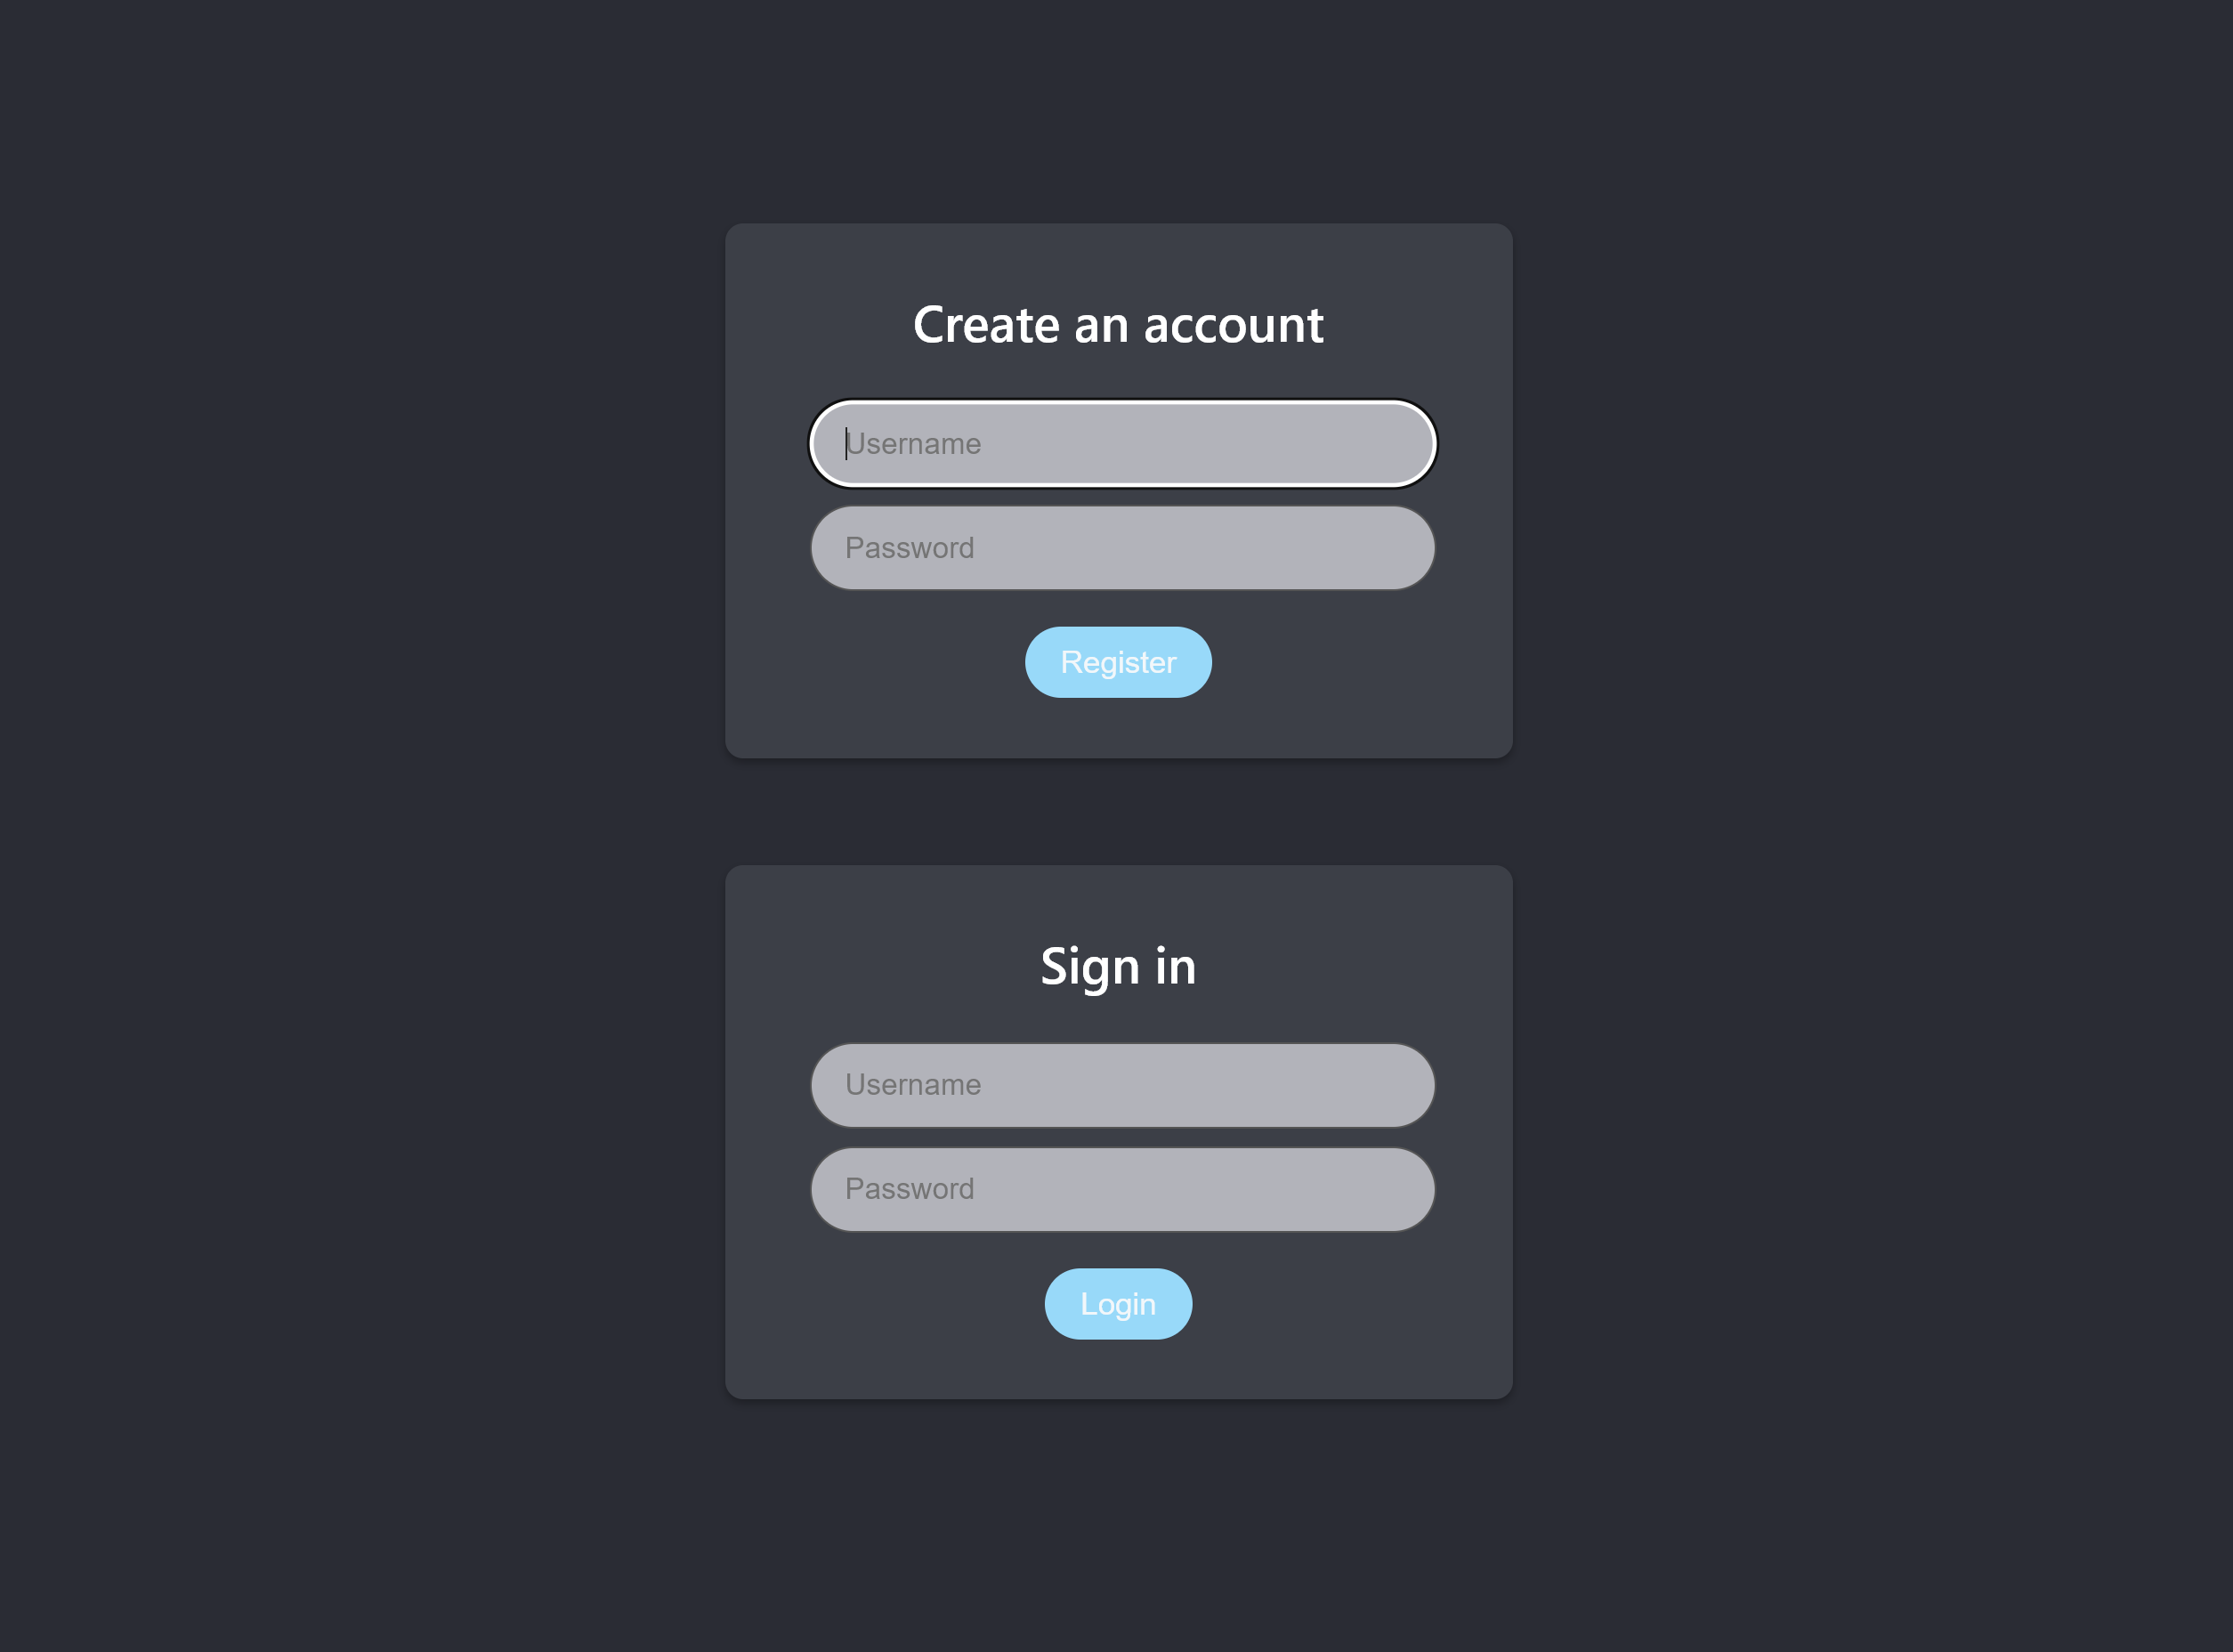 Create an account
Username
Password
Register
Sign in
Username
Password
Login